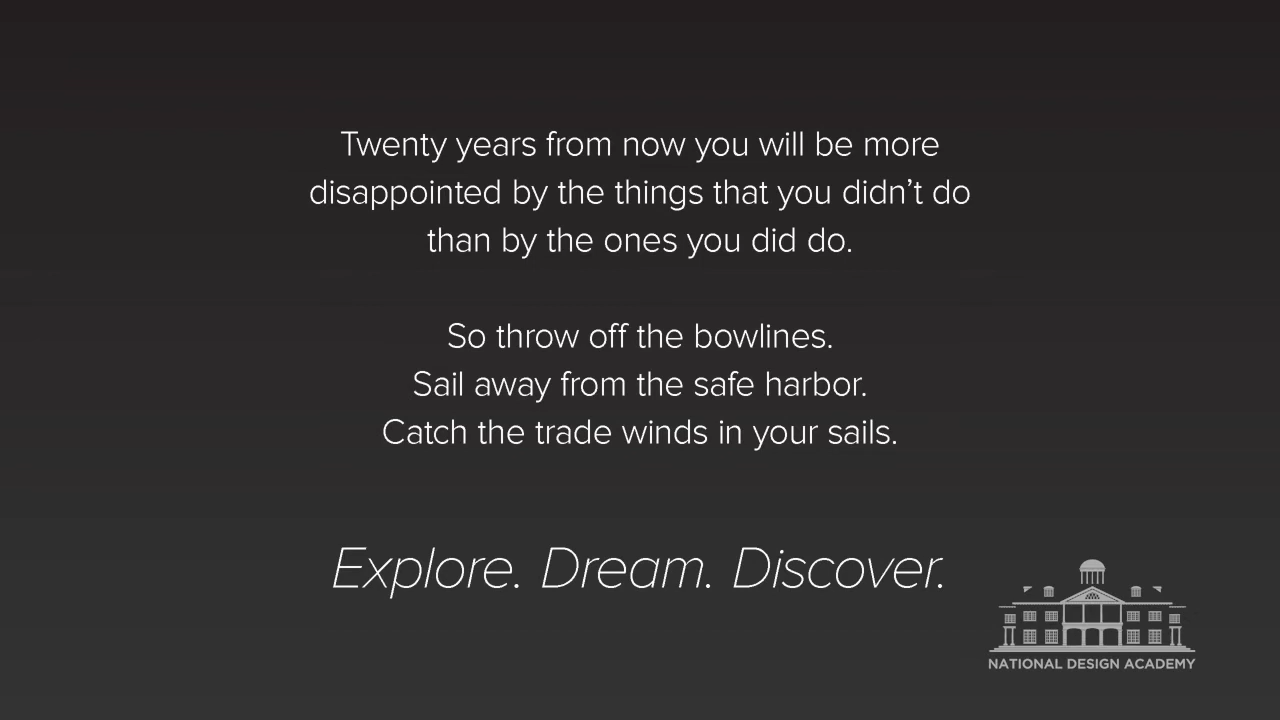 Twenty years from now you will be more
disappointed by the things that you didn’t do
than by the ones you did do.
So throw off the bowlines.
Sail away from the safe harbor.
Catch the trade winds in your sails.
Explore. Dream. Discover.
NATIONAL DESIGN ACADEMY